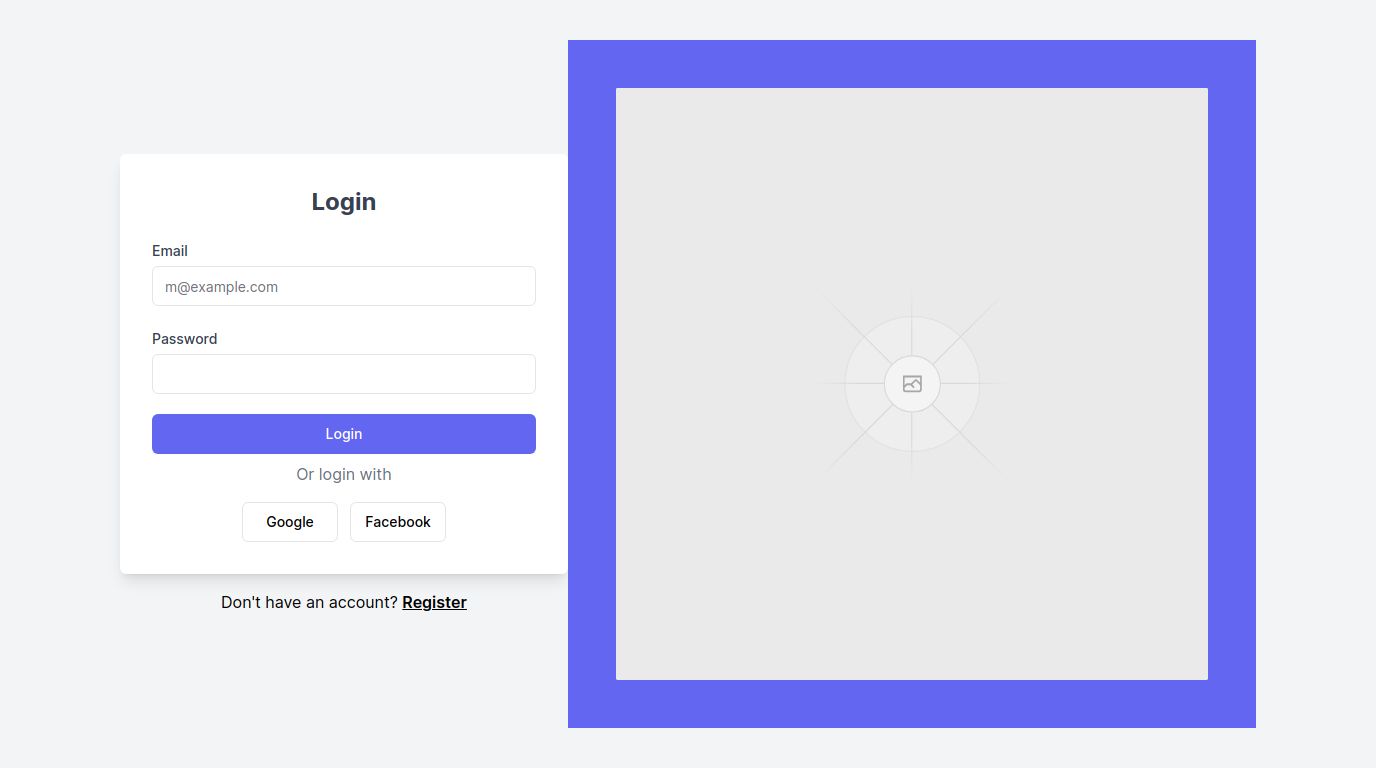 Login
Email
m@example.com
Password
Login
Or login with
Google Facebook
Don't have an account? Register